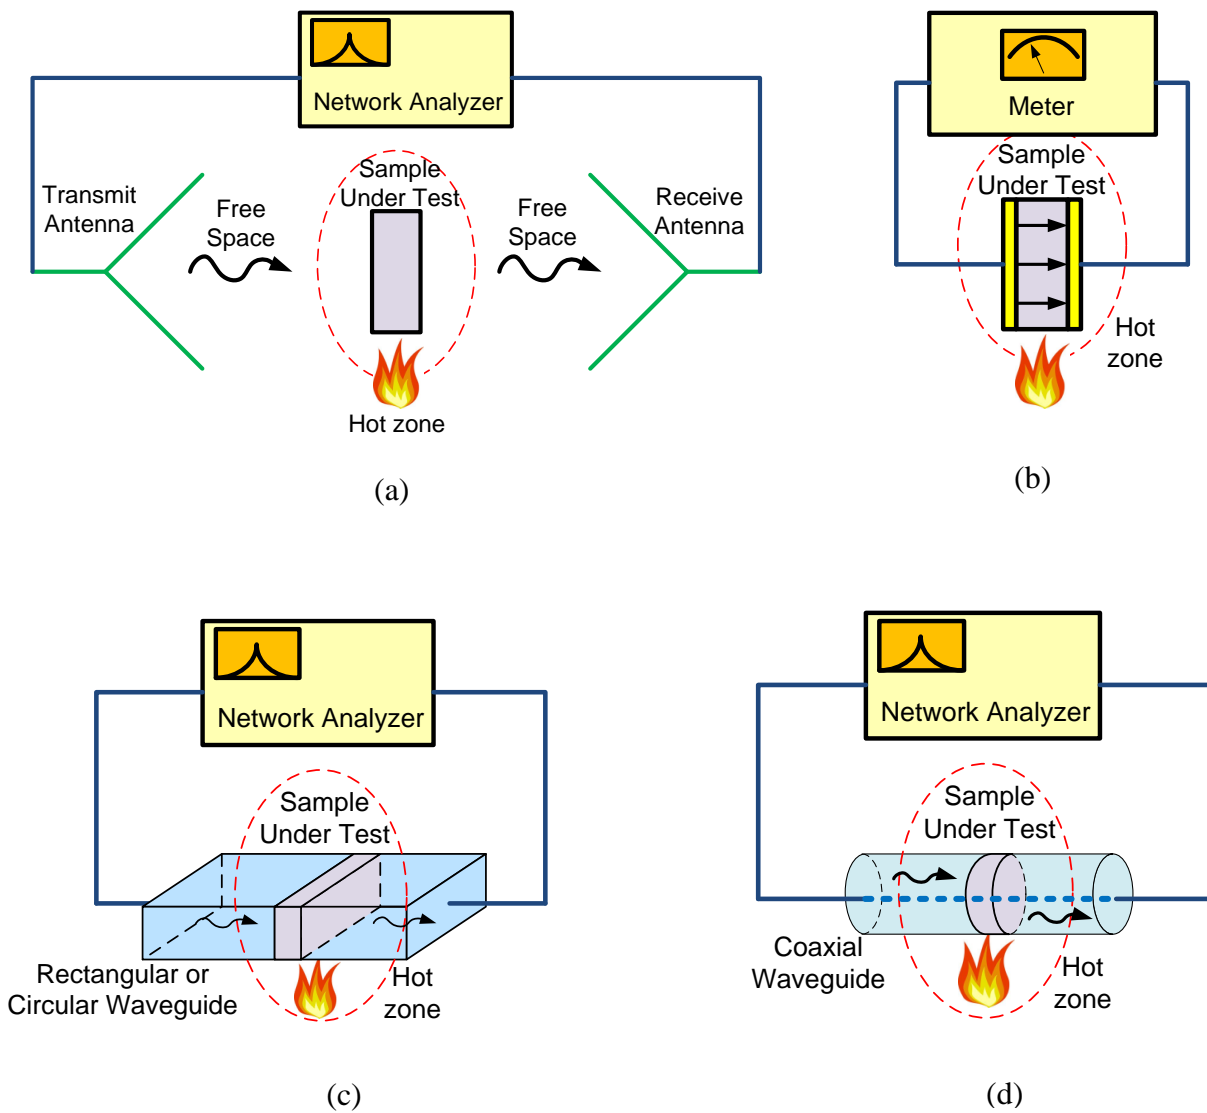 Network Analyzer
Transmit
Antenna
Free
Space
Sample
Under Test
Free
Space
Receive
Antenna
Hot zone
(a)
Meter
Sample
Under Test
Hot
zone
(b)
Network Analyzer
Sample
Under Test
Rectangular or
Circular Waveguide
Hot
zone
(c)
Network Analyzer
Sample
Under Test
Coaxial
Waveguide
Hot
zone
(d)